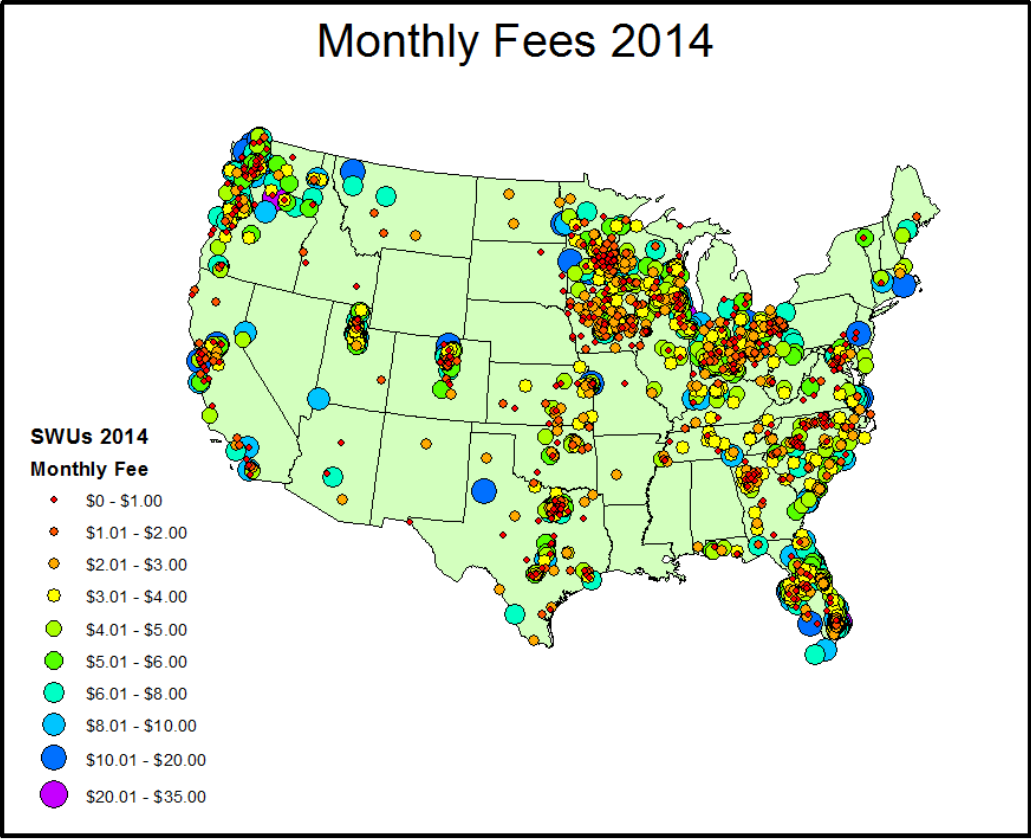 Monthly Fees 2014
SWUs 2014
Monthly Fee
$0 - $1.00
$1.01 - $2.00
$2.01 - $3.00
$3.01 - $4.00
$4.01 - $5.00
$5.01 - $6.00
$6.01 - $8.00
$8.01 - $10.00
$10.01 - $20.00
$20.01 - $35.00